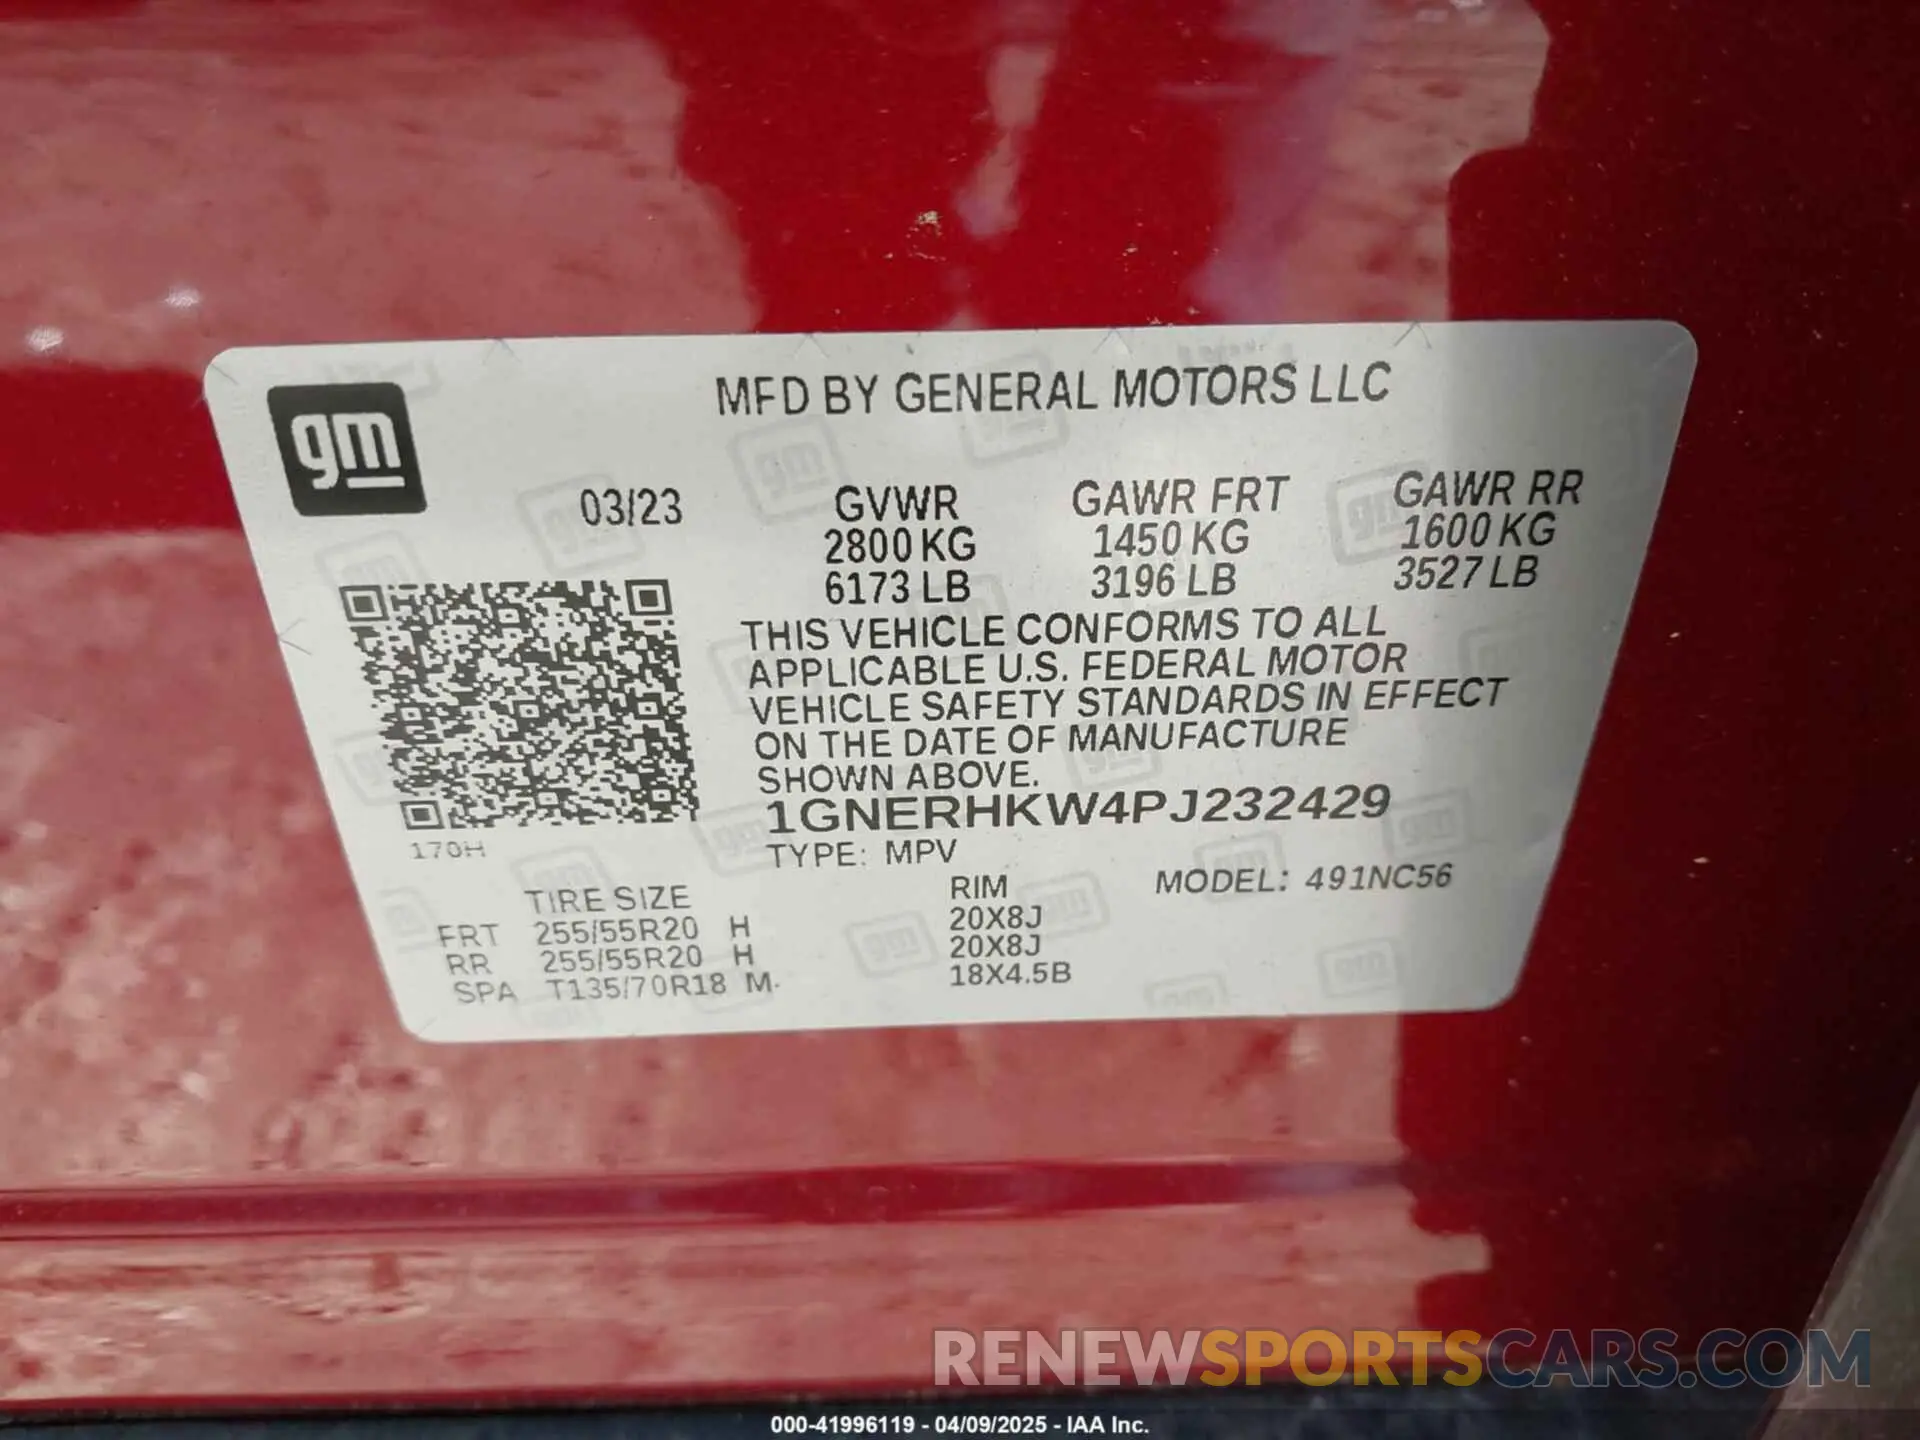 MFD BY GENERAL MOTORS LLC
gm
03/23 GVWR GAWR FRT GAWR RR
2800 KG 1450 KG 1600 KG
6173 LB 3196 LB 3527 LB
THIS VEHICLE CONFORMS TO ALL
APPLICABLE U.S. FEDERAL MOTOR
VEHICLE SAFETY STANDARDS IN EFFECT
ON THE DATE OF MANUFACTURE
SHOWN ABOVE.
1GNERHKW4PJ232429
170H
TYPE: MPV
MODEL: 491NC56
TIRE SIZE RIM
FRT 255/55R20 H 20X8J
RR 255/55R20 H 20X8J
SPA T135/70R18 M 18X4.5B
RENEWSPORTSCARS.COM
000-41996119 - 04/09/2025 - IAA Inc.